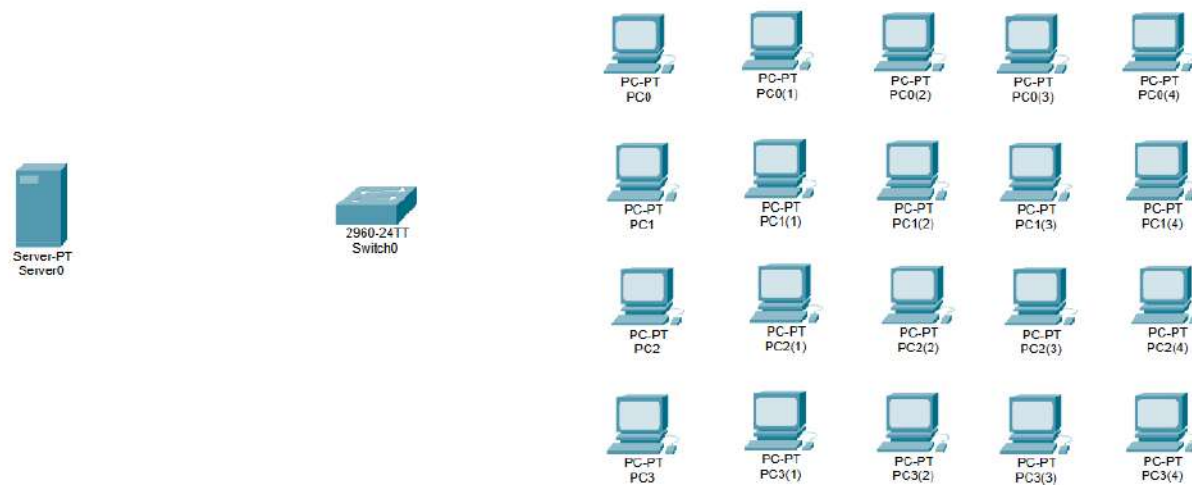 PC-PT
PC0
PC-PT
PC0(1)
PC-PT
PC0(2)
PC-PT
PC0(3)
PC-PT
PC0(4)
Server-PT
Server0
2960-24TT
Switch0
PC-PT
PC1
PC-PT
PC1(1)
PC-PT
PC1(2)
PC-PT
PC1(3)
PC-PT
PC1(4)
PC-PT
PC2
PC-PT
PC2(1)
PC-PT
PC2(2)
PC-PT
PC2(3)
PC-PT
PC2(4)
PC-PT
PC3
PC-PT
PC3(1)
PC-PT
PC3(2)
PC-PT
PC3(3)
PC-PT
PC3(4)